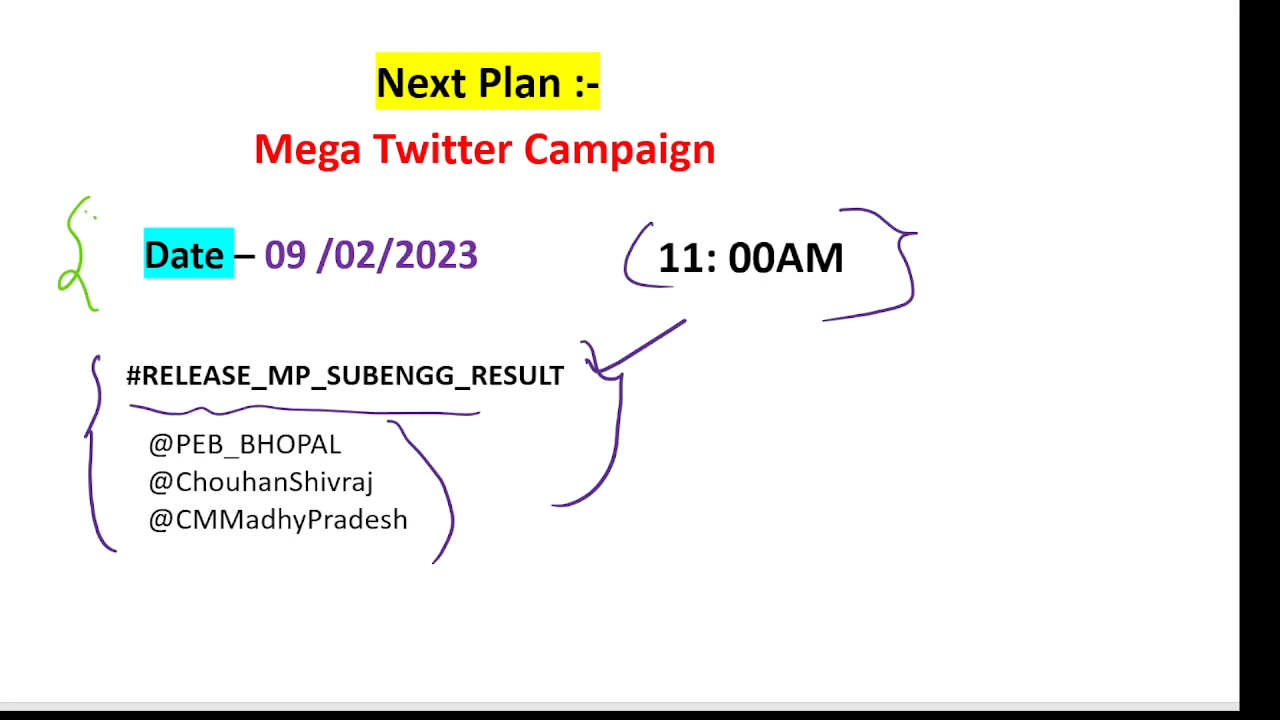 Next Plan :-
Mega Twitter Campaign
Date – 09 /02/2023 11: 00AM
#RELEASE_MP_SUBENGG_RESULT
@PEB_BHOPAL
@ChouhanShivraj
@CMMadhyPradesh